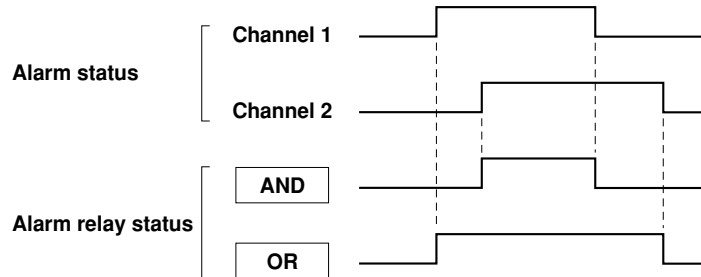 Channel 1
Alarm status
Channel 2
AND
Alarm relay status
OR